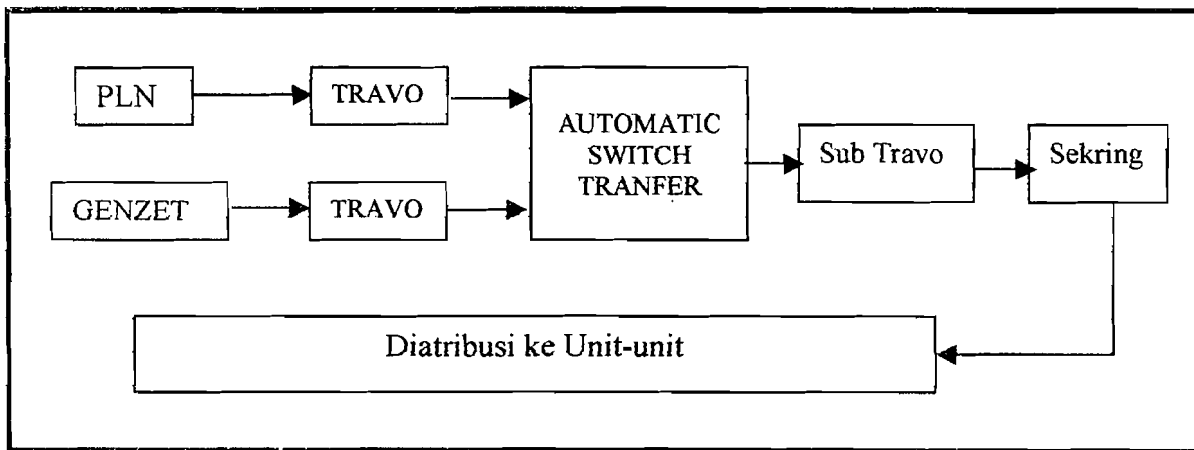 PLN
TRAVO
AUTOMATIC
SWITCH
TRANFER
Sub Travo
Sekring
GENZET
TRAVO
Diatribusi ke Unit-unit